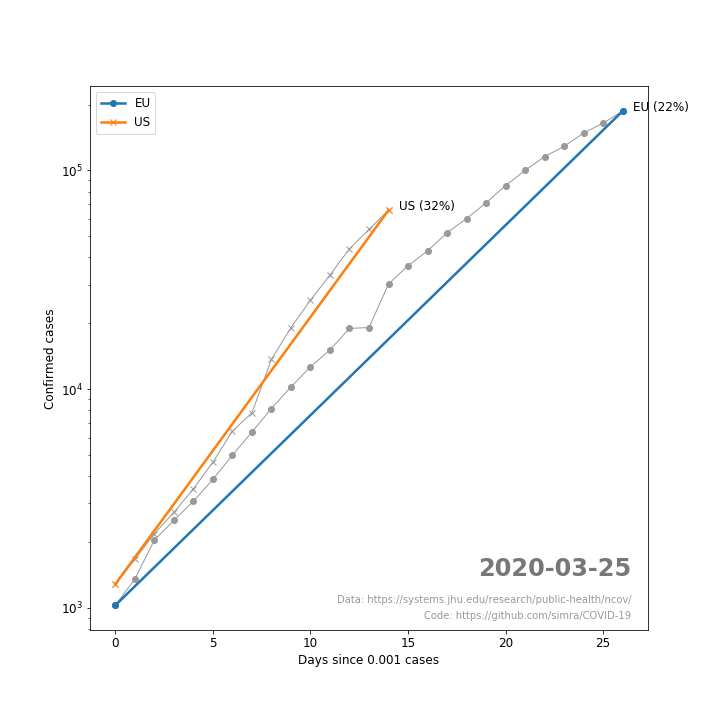 EU
US
EU (22%)
US (32%)
10^5
10^4
10^3
Confirmed cases
2020-03-25
Data: https://systems.jhu.edu/research/public-health/ncov/
Code: https://github.com/simra/COVID-19
0 5 10 15 20 25
Days since 0.001 cases